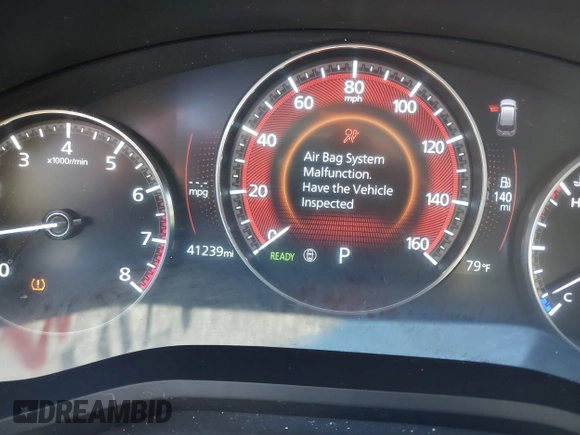 80
mph
60
100
40
120
20
140
0
160
Air Bag System
Malfunction.
Have the Vehicle
Inspected
READY
P
3
4
5
x1000r/min
6
7
8
0
mpg
41239mi
140
mi
79°F
H
C
DREAMBID